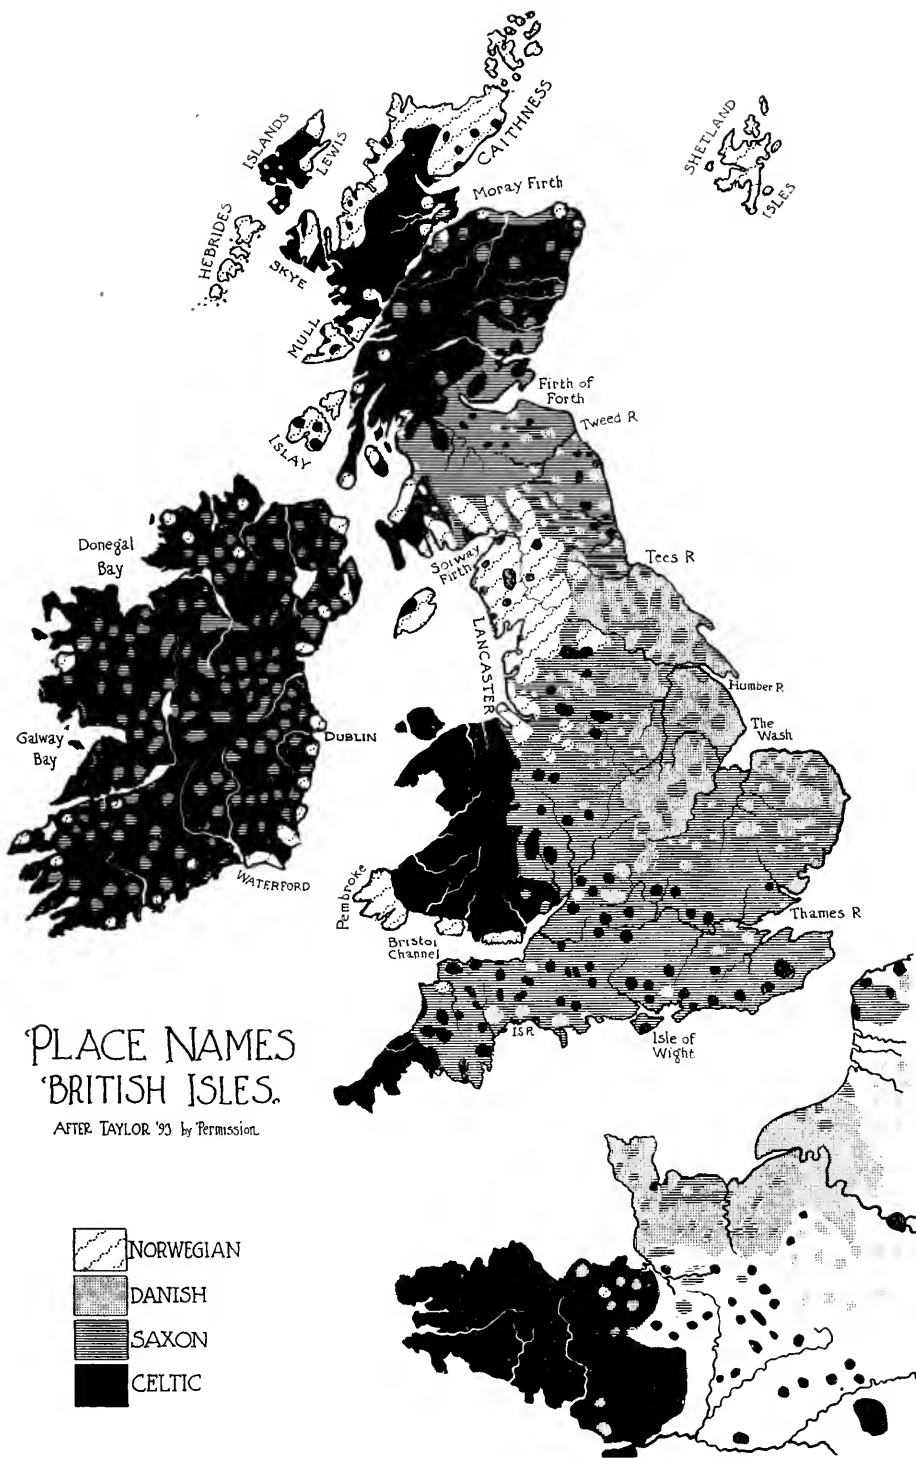 CAITHNESS
ISLANDS
LEWIS
SHETLAND
ISLES
Moray Firth
HEBRIDES
SKYE
MULL
Firth of
Forth
Tweed R
ISLAY
Donegal
Bay
Solway
Firth
Tees R
LANCASTER
Humber R
The
Wash
Galway
Bay
DUBLIN
WATERFORD
Pembroke
Bristol
Channel
Thames R
IS R
Isle of
Wight
PLACE NAMES
BRITISH ISLES.
AFTER TAYLOR '93 by Permission
NORWEGIAN
DANISH
SAXON
CELTIC